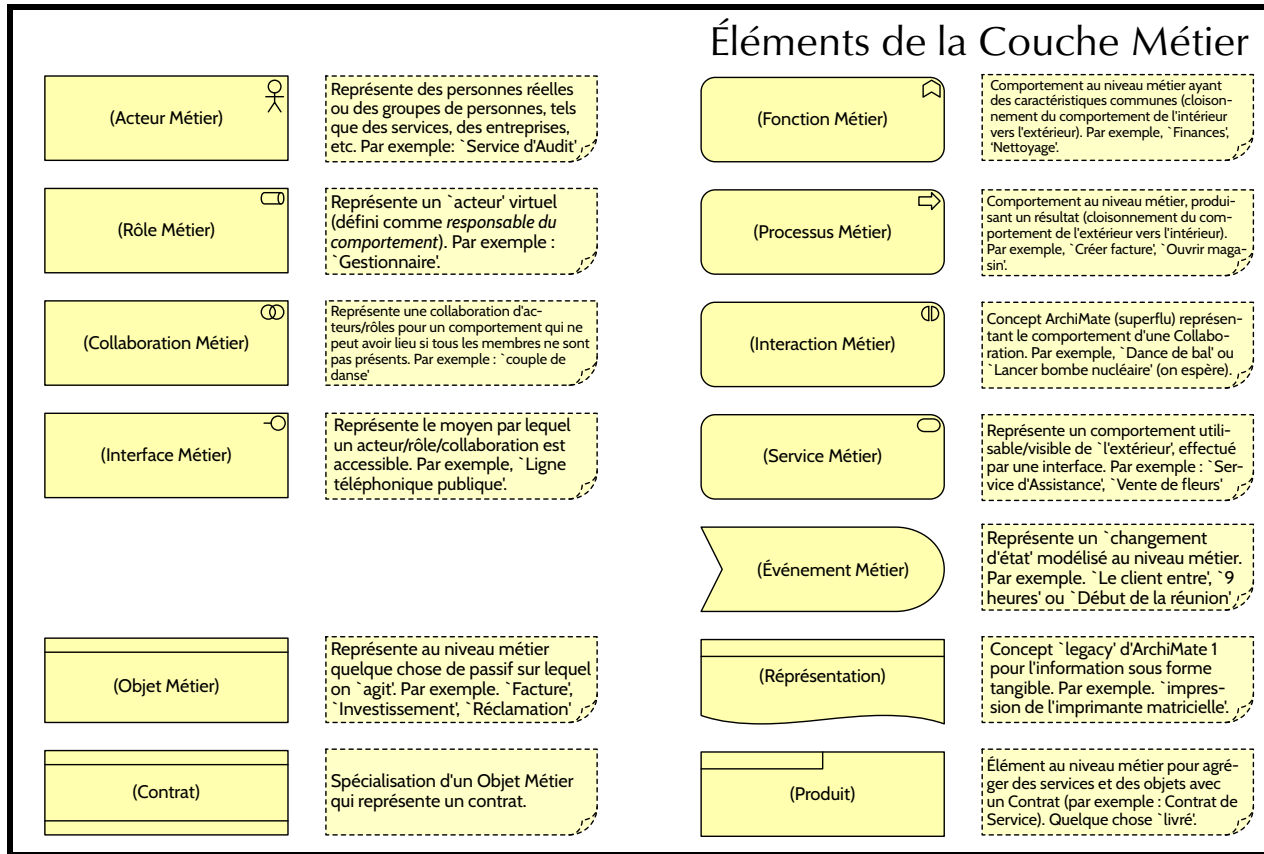 Éléments de la Couche Métier
(Acteur Métier)
Représente des personnes réelles
ou des groupes de personnes, tels
que des services, des entreprises,
etc. Par exemple: `Service d'Audit'
(Fonction Métier)
Comportement au niveau métier ayant
des caractéristiques communes (cloison-
nement du comportement de l'intérieur
vers l'extérieur). Par exemple, `Finances',
'Nettoyage'.
(Rôle Métier)
Représente un `acteur' virtuel
(défini comme responsable du
comportement). Par exemple :
`Gestionnaire'.
(Processus Métier)
Comportement au niveau métier, produi-
sant un résultat (cloisonnement du com-
portement de l'extérieur vers l'intérieur).
Par exemple, `Créer facture', `Ouvrir maga-
sin'.
(Collaboration Métier)
Représente une collaboration d'ac-
teurs/rôles pour un comportement qui ne
peut avoir lieu si tous les membres ne sont
pas présents. Par exemple : `couple de
danse'
(Interaction Métier)
Concept ArchiMate (superflu) représen-
tant le comportement d'une Collabo-
ration. Par exemple, `Dance de bal' ou
`Lancer bombe nucléaire' (on espère).
(Interface Métier)
Représente le moyen par lequel
un acteur/rôle/collaboration est
accessible. Par exemple, `Ligne
téléphonique publique'.
(Service Métier)
Représente un comportement utili-
sable/visible de `l'extérieur', effectué
par une interface. Par exemple : `Ser-
vice d'Assistance', `Vente de fleurs'
(Événement Métier)
Représente un `changement
d'état' modélisé au niveau métier.
Par exemple. `Le client entre', `9
heures' ou `Début de la réunion'
(Objet Métier)
Représente au niveau métier
quelque chose de passif sur lequel
on `agit'. Par exemple. `Facture',
`Investissement', `Réclamation'
(Réprésentation)
Concept `legacy' d'ArchiMate 1
pour l'information sous forme
tangible. Par exemple. `impres-
sion de l'imprimante matricielle'.
(Contrat)
Spécialisation d'un Objet Métier
qui représente un contrat.
(Produit)
Élément au niveau métier pour agré-
ger des services et des objets avec
un Contrat (par exemple : Contrat de
Service). Quelque chose `livré'.